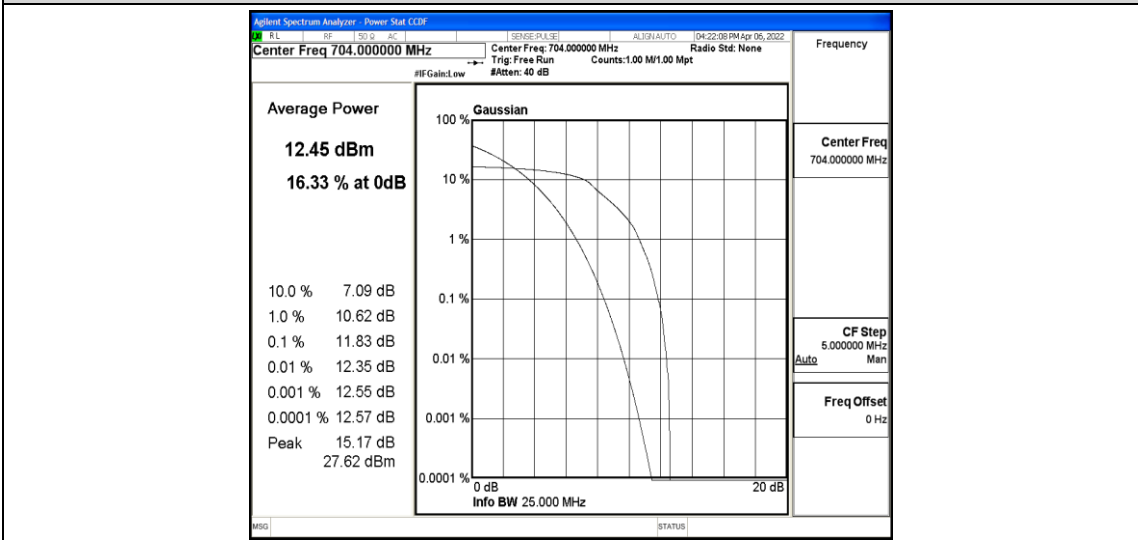 Agilent Spectrum Analyzer - Power Stat CCDF
LXI RL RF 50 Ω AC SENSE:PULSE ALIGNAUTO 04:22:08 PM Apr 06, 2022
Center Freq 704.000000 MHz
Center Freq: 704.000000 MHz Radio Std: None
Trig: Free Run Counts:1.00 M/1.00 Mpt
#IFGain:Low #Atten: 40 dB
Average Power
12.45 dBm
16.33 % at 0dB
10.0 % 7.09 dB
1.0 % 10.62 dB
0.1 % 11.83 dB
0.01 % 12.35 dB
0.001 % 12.55 dB
0.0001 % 12.57 dB
Peak 15.17 dB
27.62 dBm
Gaussian
100 %
10 %
1 %
0.1 %
0.01 %
0.001 %
0.0001 %
0 dB 20 dB
Info BW 25.000 MHz
Frequency
Center Freq
704.000000 MHz
CF Step
5.000000 MHz
Auto Man
Freq Offset
0 Hz
MSG STATUS